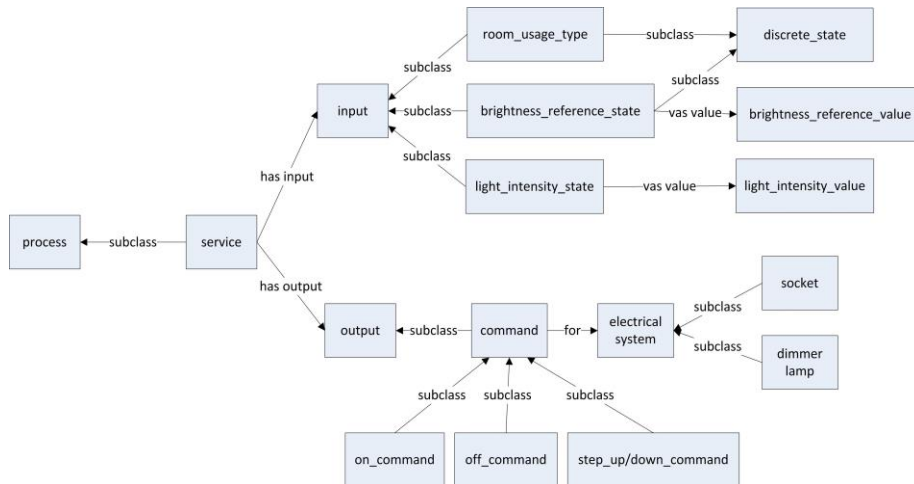 room_usage_type
subclass
discrete_state
subclass
subclass
input
subclass
brightness_reference_state
vas value
brightness_reference_value
subclass
has input
light_intensity_state
vas value
light_intensity_value
process
subclass
service
has output
socket
subclass
output
subclass
command
for
electrical
system
subclass
dimmer
lamp
subclass
subclass
subclass
on_command
off_command
step_up/down_command